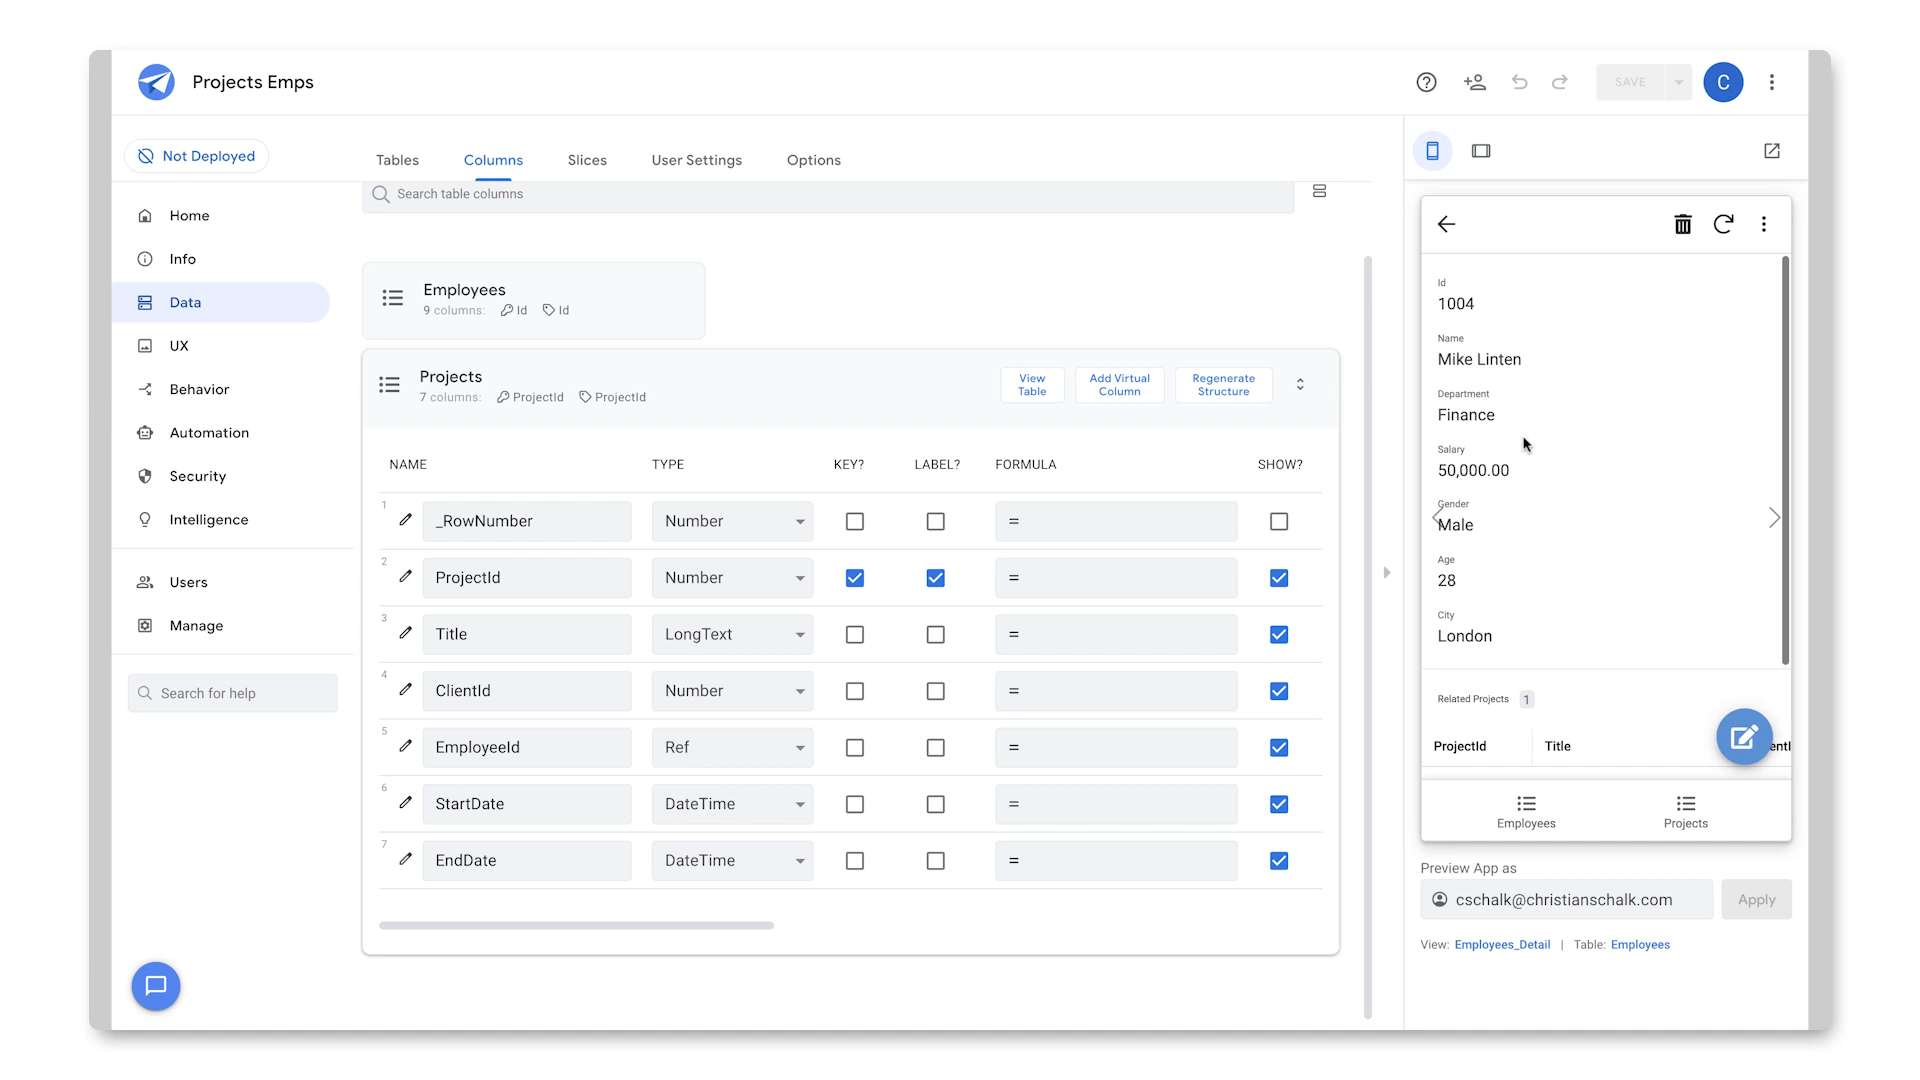 Projects Emps
SAVE
C
Not Deployed
Tables
Columns
Slices
User Settings
Options
Search table columns
Home
Info
Data
UX
Behavior
Automation
Security
Intelligence
Users
Manage
Search for help
Employees
9 columns: Id Id
Projects
7 columns: ProjectId ProjectId
View
Table
Add Virtual
Column
Regenerate
Structure
NAME TYPE KEY? LABEL? FORMULA SHOW?
1 _RowNumber Number =
2 ProjectId Number =
3 Title LongText =
4 ClientId Number =
5 EmployeeId Ref =
6 StartDate DateTime =
7 EndDate DateTime =
Id
1004
Name
Mike Linten
Department
Finance
Salary
50,000.00
Gender
Male
Age
28
City
London
Related Projects 1
ProjectId Title entI
Employees
Projects
Preview App as
cschalk@christianschalk.com
Apply
View: Employees_Detail | Table: Employees